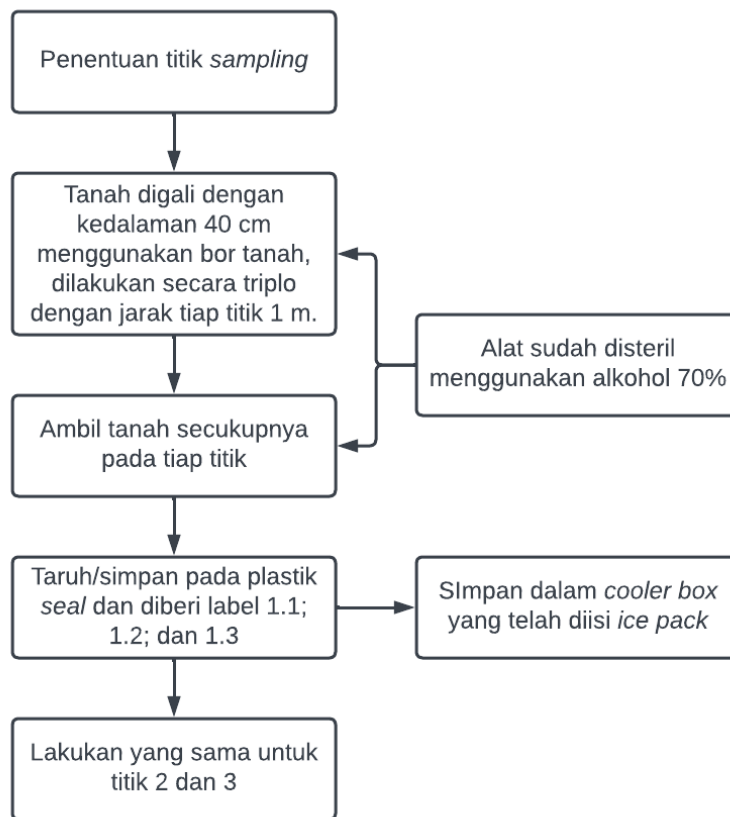 Penentuan titik sampling
Tanah digali dengan
kedalaman 40 cm
menggunakan bor tanah,
dilakukan secara triplo
dengan jarak tiap titik 1 m.
Alat sudah disteril
menggunakan alkohol 70%
Ambil tanah secukupnya
pada tiap titik
Taruh/simpan pada plastik
seal dan diberi label 1.1;
1.2; dan 1.3
SImpan dalam cooler box
yang telah diisi ice pack
Lakukan yang sama untuk
titik 2 dan 3